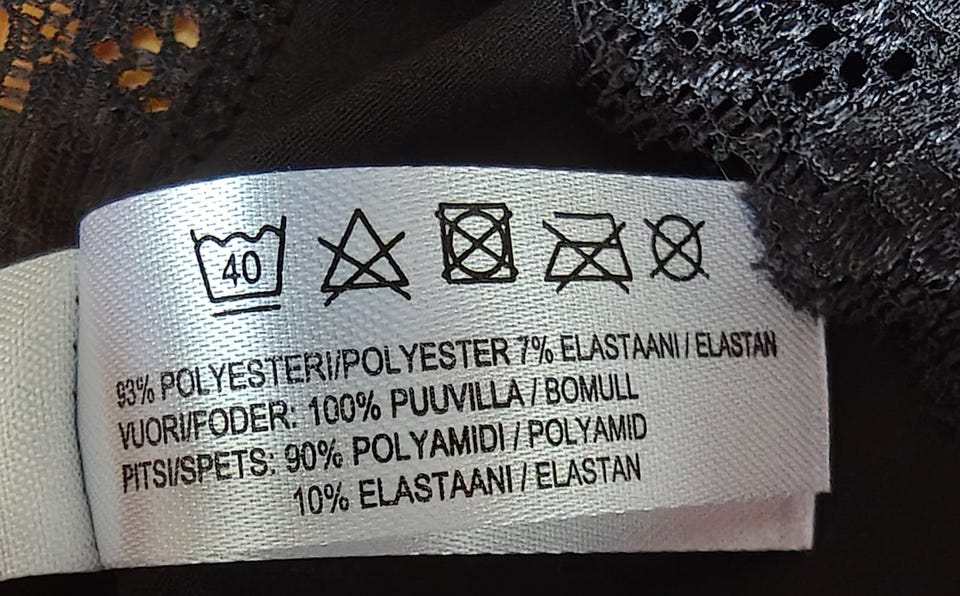 40
93% POLYESTERI/POLYESTER 7% ELASTAANI / ELASTAN
VUORI/FODER: 100% PUUVILLA / BOMULL
PITSI/SPETS: 90% POLYAMIDI / POLYAMID
10% ELASTAANI / ELASTAN